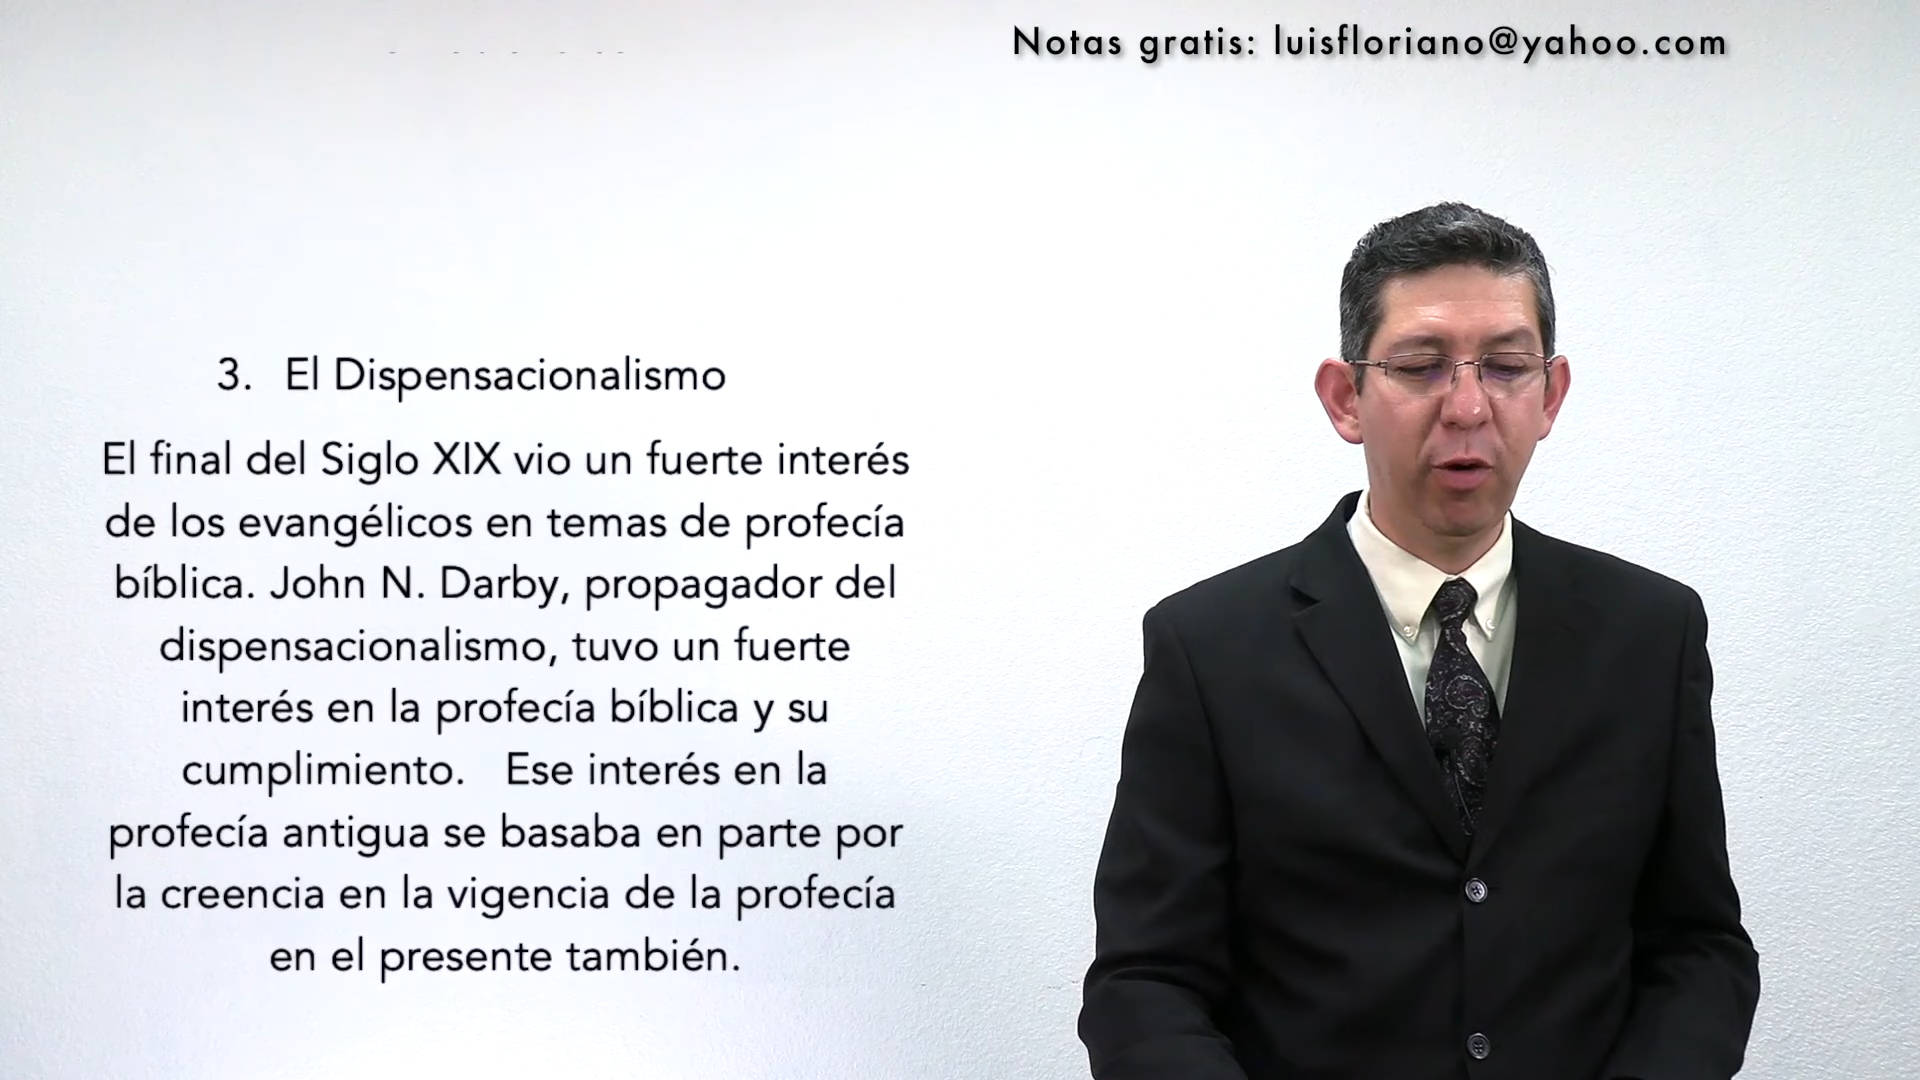 Notas gratis: luisfloriano@yahoo.com
3. El Dispensacionalismo
El final del Siglo XIX vio un fuerte interés
de los evangélicos en temas de profecía
bíblica. John N. Darby, propagador del
dispensacionalismo, tuvo un fuerte
interés en la profecía bíblica y su
cumplimiento. Ese interés en la
profecía antigua se basaba en parte por
la creencia en la vigencia de la profecía
en el presente también.